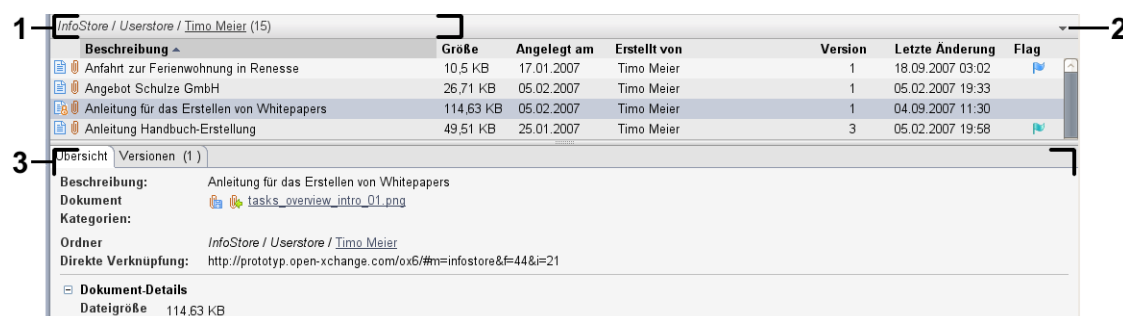 1 InfoStore / Userstore / Timo Meier (15) 2
Beschreibung Größe Angelegt am Erstellt von Version Letzte Änderung Flag
Anfahrt zur Ferienwohnung in Renesse 10,5 KB 17.01.2007 Timo Meier 1 18.09.2007 03:02
Angebot Schulze GmbH 26,71 KB 05.02.2007 Timo Meier 1 05.02.2007 19:33
Anleitung für das Erstellen von Whitepapers 114,63 KB 05.02.2007 Timo Meier 1 04.09.2007 11:30
Anleitung Handbuch-Erstellung 49,51 KB 25.01.2007 Timo Meier 3 05.02.2007 19:58
3 Übersicht Versionen (1)
Beschreibung: Anleitung für das Erstellen von Whitepapers
Dokument tasks_overview_intro_01.png
Kategorien:
Ordner InfoStore / Userstore / Timo Meier
Direkte Verknüpfung: http://prototyp.open-xchange.com/ox6/#m=infostore&f=44&i=21
Dokument-Details
Dateigröße 114,63 KB